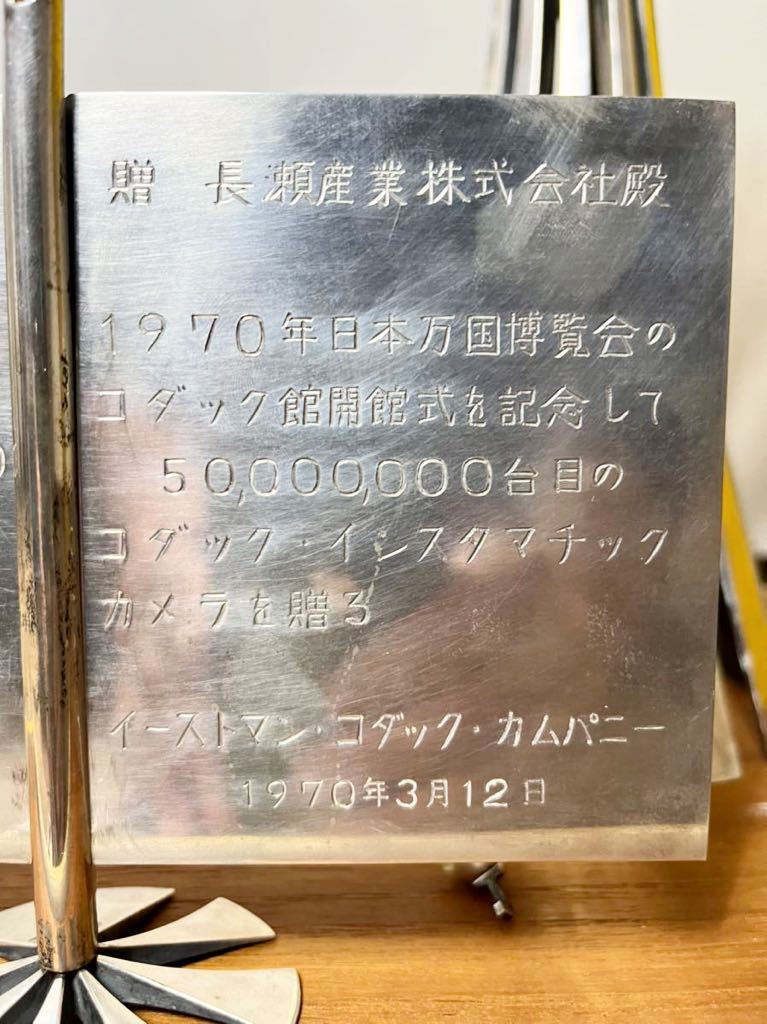 贈 長瀬産業株式会社殿
1970年日本万国博覧会の
コダック館開館式を記念して
50,000,000台目の
コダック・インスタマチック
カメラを贈る
イーストマン・コダック・カムパニー
1970年3月12日